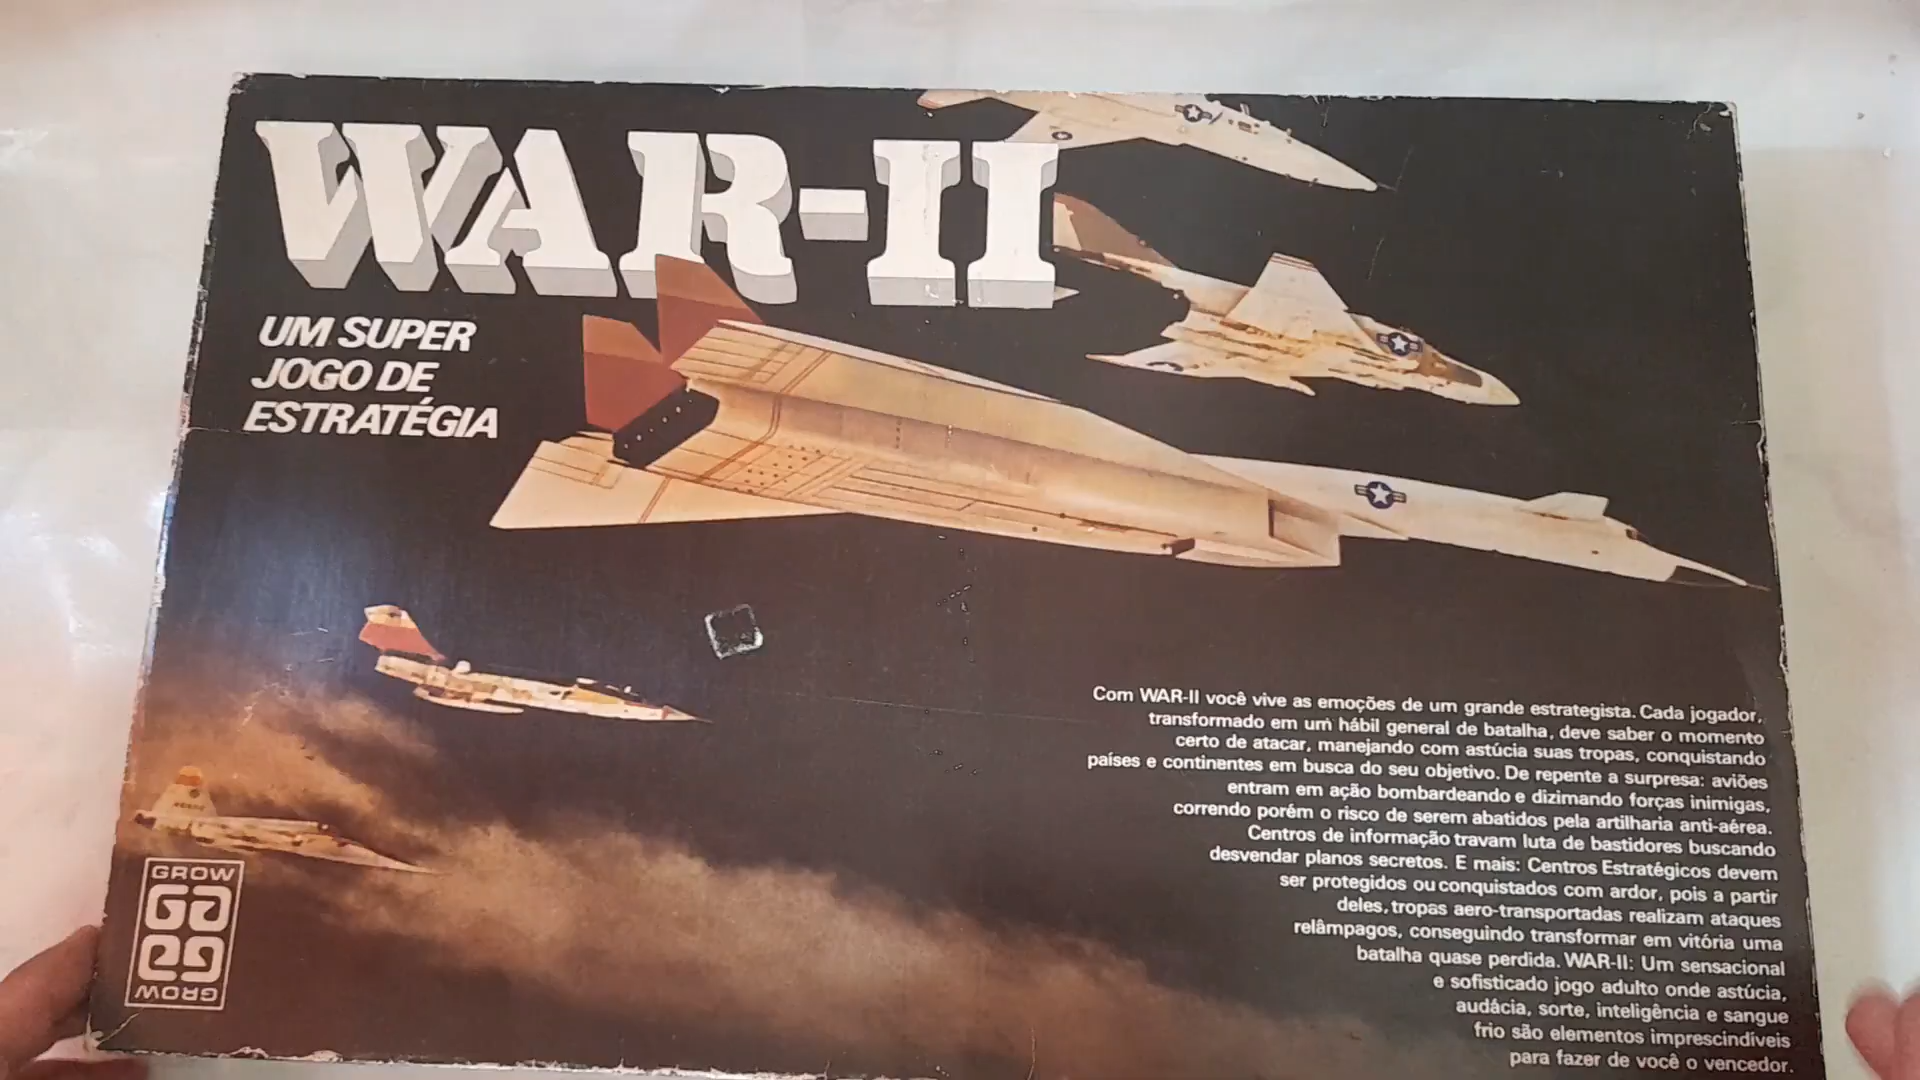 WAR-II
UM SUPER
JOGO DE
ESTRATÉGIA
Com WAR-II você vive as emoções de um grande estrategista. Cada jogador,
transformado em um hábil general de batalha, deve saber o momento
certo de atacar, manejando com astúcia suas tropas, conquistando
países e continentes em busca do seu objetivo. De repente a surpresa: aviões
entram em ação bombardeando e dizimando forças inimigas,
correndo porém o risco de serem abatidos pela artilharia anti-aérea.
Centros de informação travam luta de bastidores buscando
desvendar planos secretos. E mais: Centros Estratégicos devem
ser protegidos ou conquistados com ardor, pois a partir
deles, tropas aero-transportadas realizam ataques
relâmpagos, conseguindo transformar em vitória uma
batalha quase perdida. WAR-II: Um sensacional
e sofisticado jogo adulto onde astúcia,
audácia, sorte, inteligência e sangue
frio são elementos imprescindíveis
para fazer de você o vencedor.
GROW
GROW